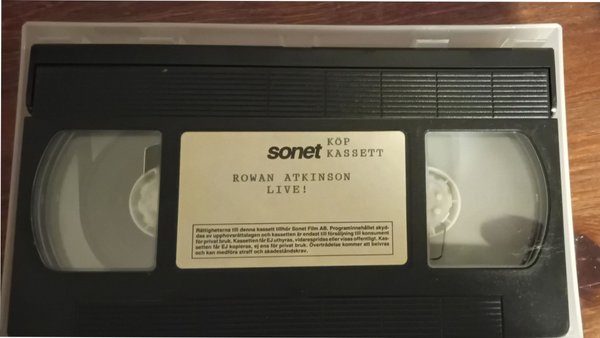 sonet KÖP
KASSETT
ROWAN ATKINSON
LIVE!
Rättigheterna till denna kassett tillhör Sonet Film AB. Programinnehållet skyd-
das av upphovsrättslagen och kassetten är endast till försäljning till konsument
för privat bruk. Kassetten får EJ uthyras, vidarespridas eller visas offentligt. Kas-
setten får EJ kopieras, ej ens för privat bruk. Överträdelse kommer att beivras
och kan medföra straff och skadeståndskrav.